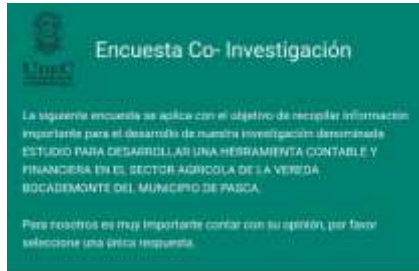 UdeC
Encuesta Co- Investigación
La siguiente encuesta se aplica con el objetivo de recopilar información
importante para el desarrollo de nuestra investigación denominada
ESTUDIO PARA DESARROLLAR UNA HERRAMIENTA CONTABLE Y
FINANCIERA EN EL SECTOR AGRICOLA DE LA VEREDA
BOCADEMONTE DEL MUNICIPIO DE PASCA.
Para nosotros es muy importante contar con su opinión, por favor
seleccione una única respuesta.